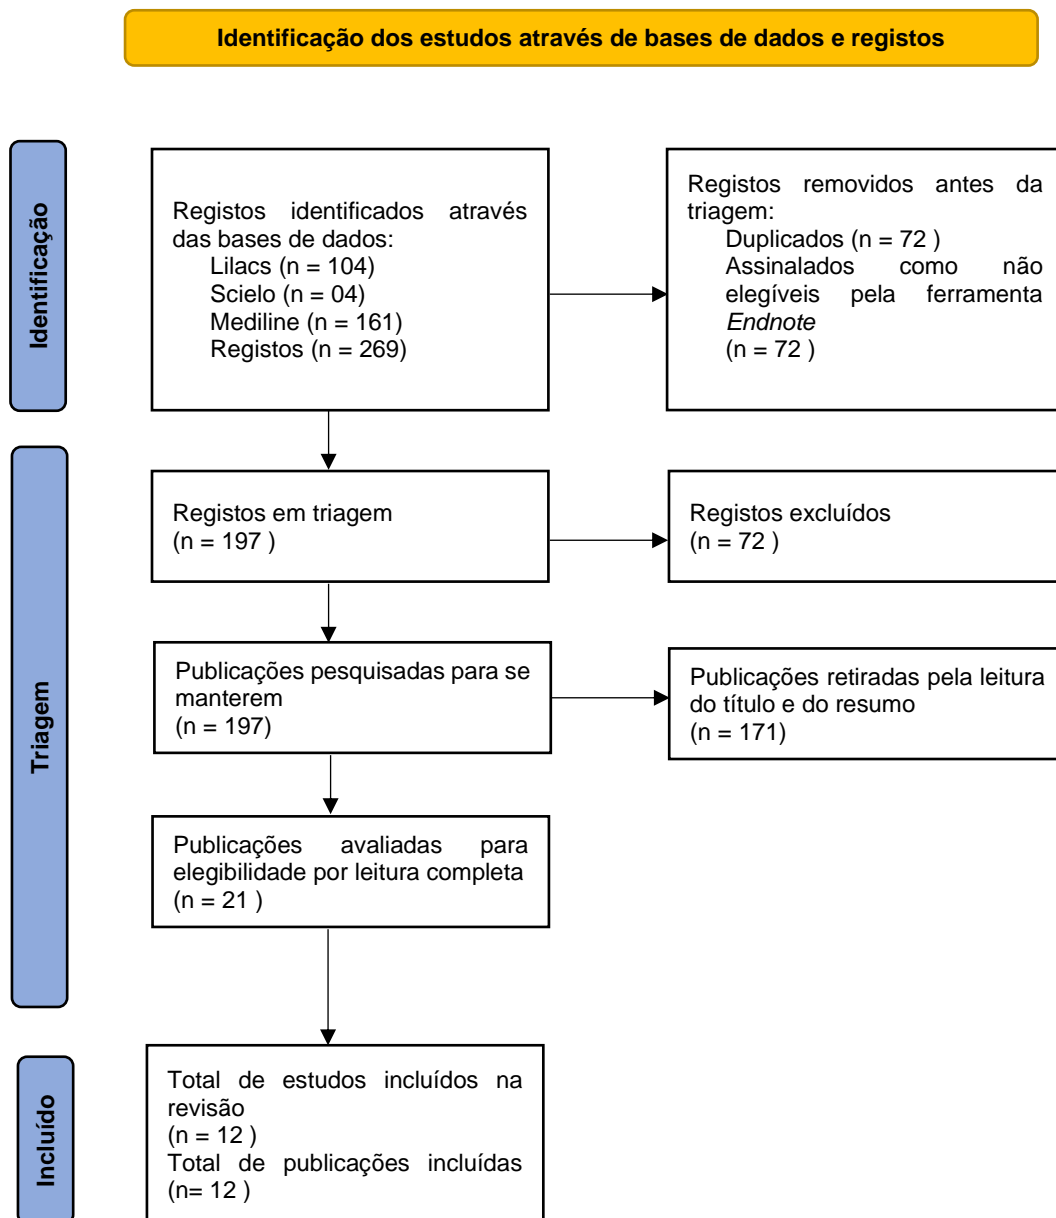 Identificação dos estudos através de bases de dados e registos
Identificação
Registos identificados através
das bases de dados:
Lilacs (n = 104)
Scielo (n = 04)
Mediline (n = 161)
Registos (n = 269)
Registos removidos antes da
triagem:
Duplicados (n = 72 )
Assinalados como não
elegíveis pela ferramenta
Endnote
(n = 72 )
Triagem
Registos em triagem
(n = 197 )
Registos excluídos
(n = 72 )
Publicações pesquisadas para se
manterem
(n = 197)
Publicações retiradas pela leitura
do título e do resumo
(n = 171)
Publicações avaliadas para
elegibilidade por leitura completa
(n = 21 )
Incluído
Total de estudos incluídos na
revisão
(n = 12 )
Total de publicações incluídas
(n= 12 )